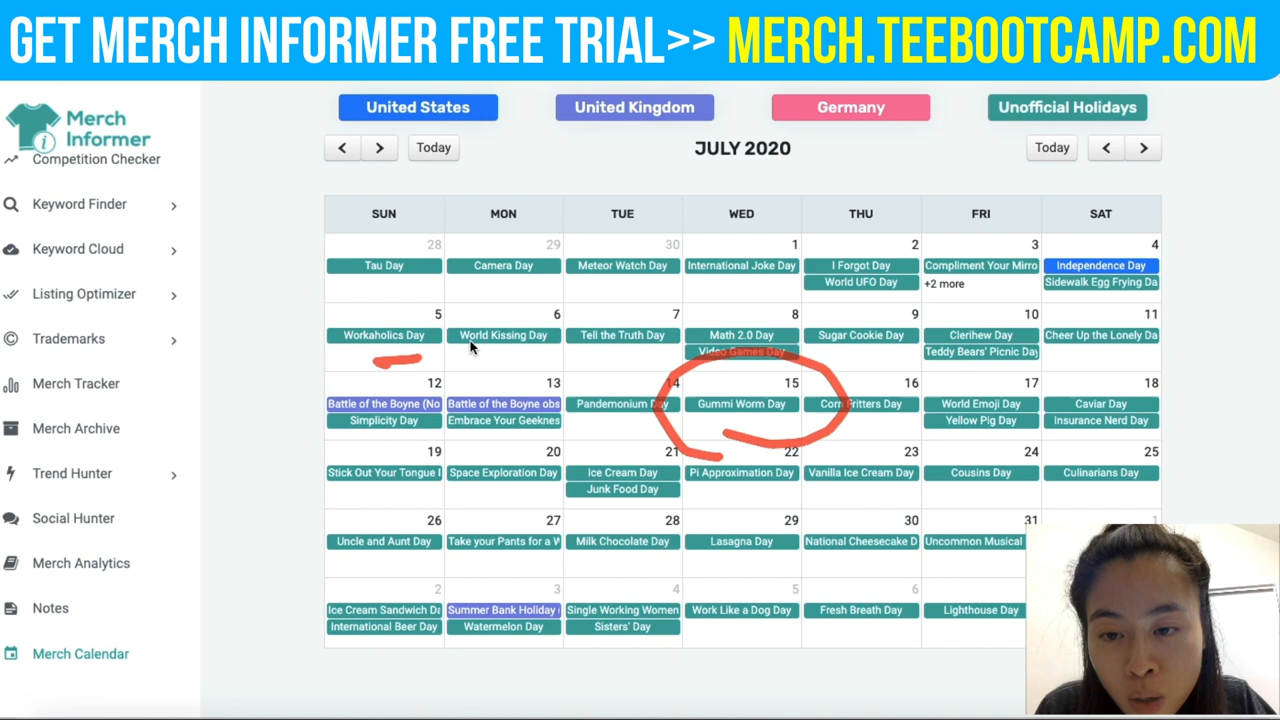 GET MERCH INFORMER FREE TRIAL>> MERCH.TEEBOOTCAMP.COM
Merch
Informer
Competition Checker
Keyword Finder
Keyword Cloud
Listing Optimizer
Trademarks
Merch Tracker
Merch Archive
Trend Hunter
Social Hunter
Merch Analytics
Notes
Merch Calendar
United States United Kingdom Germany Unofficial Holidays
Today JULY 2020 Today
SUN MON TUE WED THU FRI SAT
28 29 30 1 2 3 4
Tau Day Camera Day Meteor Watch Day International Joke Day I Forgot Day Compliment Your Mirro Independence Day
World UFO Day +2 more Sidewalk Egg Frying Da
5 6 7 8 9 10 11
Workaholics Day World Kissing Day Tell the Truth Day Math 2.0 Day Sugar Cookie Day Clerihew Day Cheer Up the Lonely Da
Video Games Day Teddy Bears' Picnic Day
12 13 14 15 16 17 18
Battle of the Boyne (No Battle of the Boyne obs Pandemonium Day Gummi Worm Day Corn Fritters Day World Emoji Day Caviar Day
Simplicity Day Embrace Your Geeknes Yellow Pig Day Insurance Nerd Day
19 20 21 22 23 24 25
Stick Out Your Tongue Space Exploration Day Ice Cream Day Pi Approximation Day Vanilla Ice Cream Day Cousins Day Culinarians Day
Junk Food Day
26 27 28 29 30 31 1
Uncle and Aunt Day Take your Pants for a W Milk Chocolate Day Lasagna Day National Cheesecake D Uncommon Musical
2 3 4 5 6
Ice Cream Sandwich Da Summer Bank Holiday Single Working Women Work Like a Dog Day Fresh Breath Day Lighthouse Day
International Beer Day Watermelon Day Sisters' Day